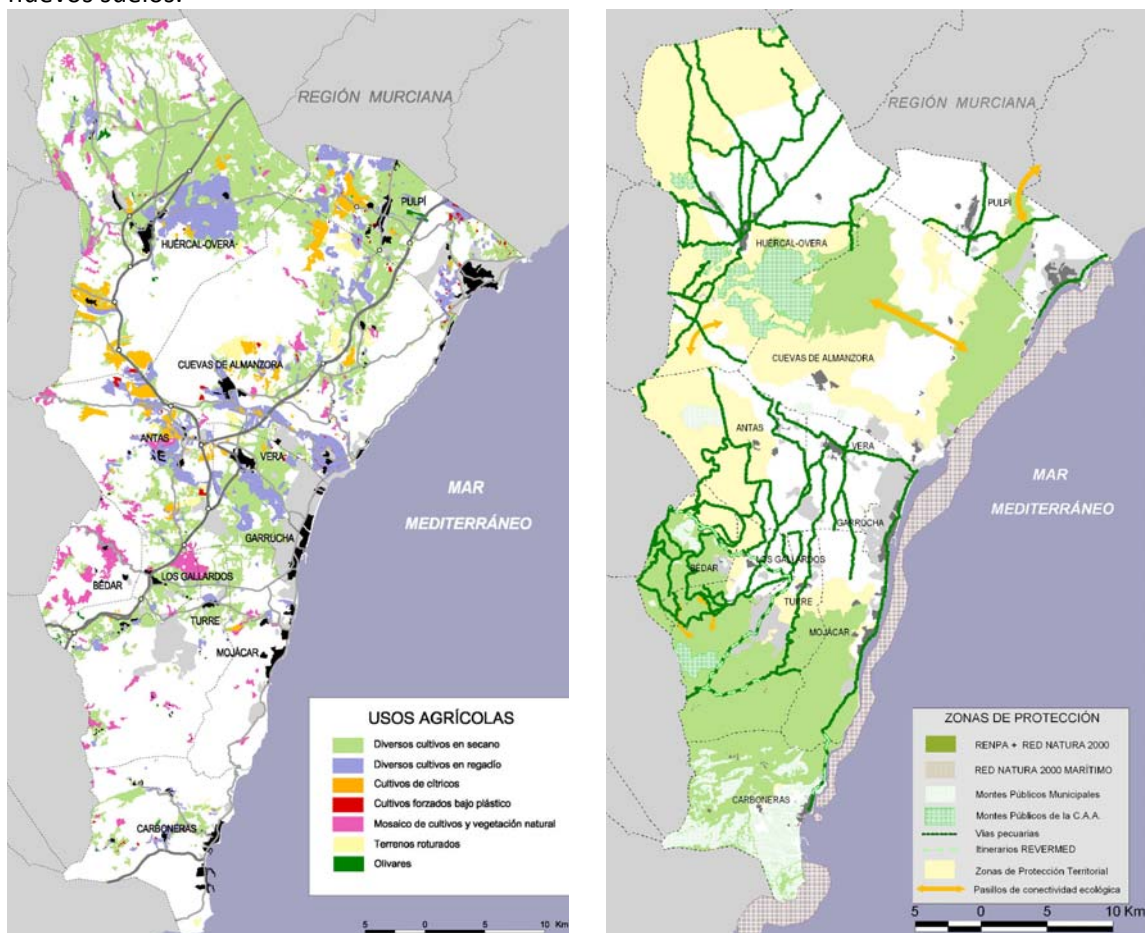 nuevos suelos.
REGIÓN MURCIANA
PULPÍ
HUÉRCAL-OVERA
CUEVAS DE ALMANZORA
ANTAS
VERA
MAR
MEDITERRÁNEO
GARRUCHA
BÉDAR
LOS GALLARDOS
TURRE
MOJÁCAR
CARBONERAS
USOS AGRÍCOLAS
Diversos cultivos en secano
Diversos cultivos en regadío
Cultivos de cítricos
Cultivos forzados bajo plástico
Mosaico de cultivos y vegetación natural
Terrenos roturados
Olivares
5 0 5 10 Km
REGIÓN MURCIANA
PULPÍ
HUÉRCAL-OVERA
CUEVAS DE ALMANZORA
ANTAS
VERA
MAR
MEDITERRÁNEO
GARRUCHA
BÉDAR
LOS GALLARDOS
TURRE
MOJÁCAR
CARBONERAS
ZONAS DE PROTECCIÓN
RENPA + RED NATURA 2000
RED NATURA 2000 MARÍTIMO
Montes Públicos Municipales
Montes Públicos de la C.A.A.
Vías pecuarias
Itinerarios REVERMED
Zonas de Protección Territorial
Pasillos de conectividad ecológica
5 0 5 10 Km